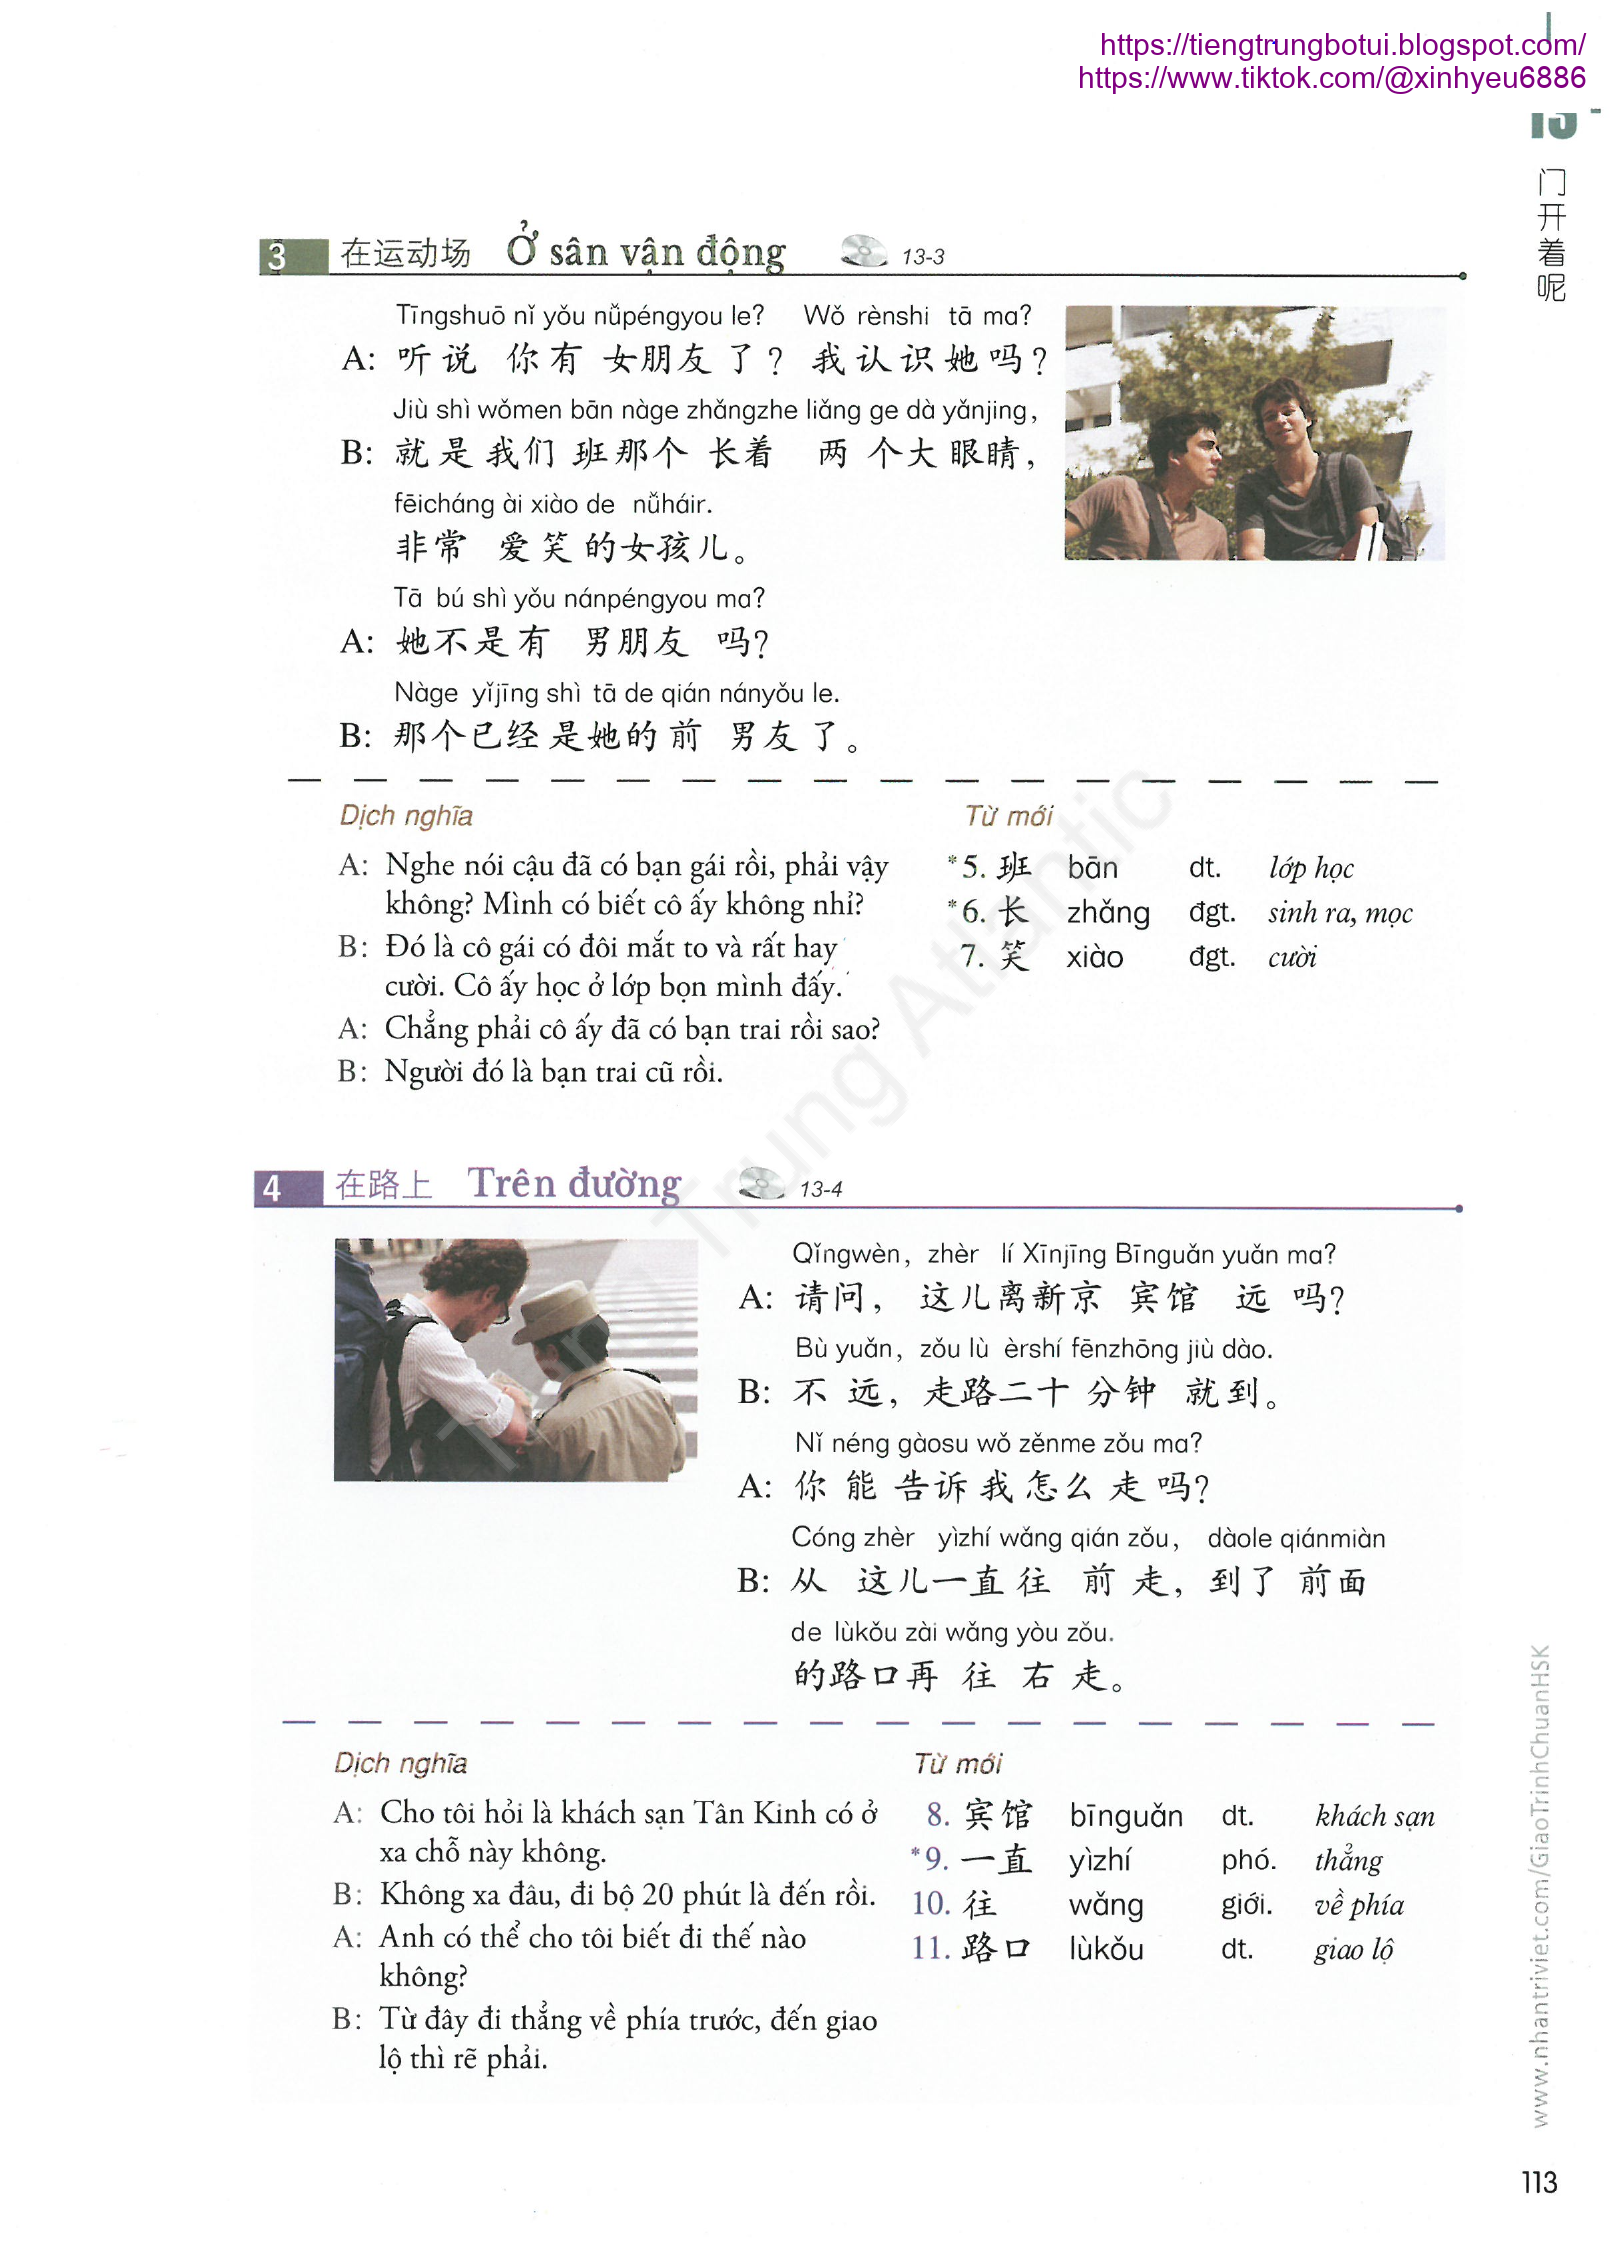 https://tiengtrungbotui.blogspot.com/
https://www.tiktok.com/@xinhyeu6886
13
门开着呢
3 在运动场 Ở sân vận động 13-3
Tīngshuō nǐ yǒu nǚpéngyou le? Wǒ rènshi tā ma?
A: 听说你有女朋友了？我认识她吗？
Jiù shì wǒmen bān nàge zhǎngzhe liǎng ge dà yǎnjing,
B: 就是我们班那个长着两个大眼睛，
fēicháng ài xiào de nǚháir.
非常爱笑的女孩儿。
Tā bú shì yǒu nánpéngyou ma?
A: 她不是有男朋友吗？
Nàge yǐjīng shì tā de qián nányǒu le.
B: 那个已经是她的前男友了。
Dịch nghĩa
A: Nghe nói cậu đã có bạn gái rồi, phải vậy
không? Mình có biết cô ấy không nhỉ?
B: Đó là cô gái có đôi mắt to và rất hay
cười. Cô ấy học ở lớp bọn mình đấy.
A: Chẳng phải cô ấy đã có bạn trai rồi sao?
B: Người đó là bạn trai cũ rồi.
Từ mới
*5. 班 bān dt. lớp học
*6. 长 zhǎng đgt. sinh ra, mọc
7. 笑 xiào đgt. cười
Trung Atlantic
4 在路上 Trên đường 13-4
Qǐngwèn, zhèr lí Xīnjīng Bīnguǎn yuǎn ma?
A: 请问，这儿离新京宾馆远吗？
Bù yuǎn, zǒu lù èrshí fēnzhōng jiù dào.
B: 不远，走路二十分钟就到。
Nǐ néng gàosu wǒ zěnme zǒu ma?
A: 你能告诉我怎么走吗？
Cóng zhèr yìzhí wǎng qián zǒu, dàole qiánmiàn
B: 从这儿一直往前走，到了前面
de lùkǒu zài wǎng yòu zǒu.
的路口再往右走。
Dịch nghĩa
A: Cho tôi hỏi là khách sạn Tân Kinh có ở
xa chỗ này không.
B: Không xa đâu, đi bộ 20 phút là đến rồi.
A: Anh có thể cho tôi biết đi thế nào
không?
B: Từ đây đi thẳng về phía trước, đến giao
lộ thì rẽ phải.
Từ mới
8. 宾馆 bīnguǎn dt. khách sạn
*9. 一直 yìzhí phó. thẳng
10. 往 wǎng giới. về phía
11. 路口 lùkǒu dt. giao lộ
www.nhantriviet.com/GiaoTrinhChuanHSK
113